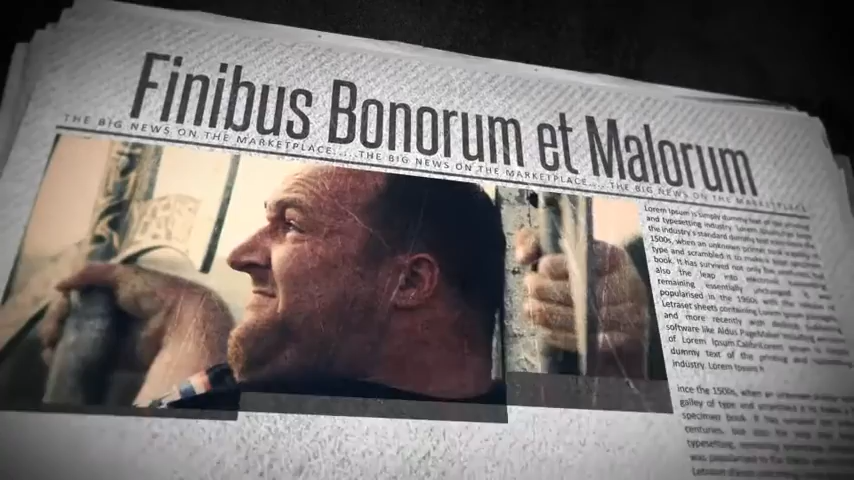 Finibus Bonorum et Malorum
THE BIG NEWS ON THE MARKETPLACE.... THE BIG NEWS ON THE MARKETPLACE.... THE BIG NEWS ON THE MARKETPLACE
Lorem Ipsum is simply dummy text of the printing
and typesetting industry. Lorem Ipsum
the industry's standard dummy text ever since the
1500s, when an unknown printer took a galley of
type and scrambled it to make a type specimen
book. It has survived not only five centuries, but
also the leap into electronic
remaining essentially unchanged. It was
popularised in the 1960s with the release of
Letraset sheets containing Lorem Ipsum
and more recently with desktop publishing
software like Aldus PageMaker including versions
of Lorem Ipsum.
dummy text of the printing and typesetting
industry. Lorem Ipsum
ince the 1500s, when an unknown printer took a
galley of type and scrambled it to make a type
specimen book. It has survived not only five
centuries, but also the leap into
typesetting, remaining essentially
was popularised in the 1960s with the release of
Letraset sheets containing